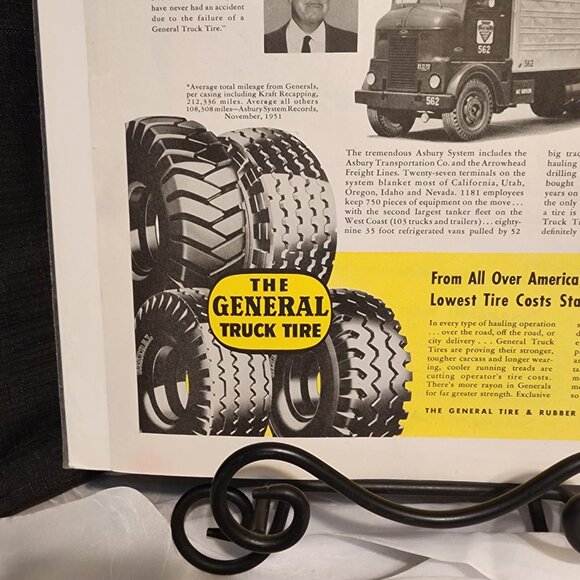 have never had an accident
due to the failure of a
General Truck Tire."
*Average total mileage from Generals,
per casing including Kraft Recapping,
212,336 miles. Average all others
108,308 miles—Asbury System Records,
November, 1951
562
562
562
The tremendous Asbury System includes the
Asbury Transportation Co. and the Arrowhead
Freight Lines. Twenty-seven terminals on the
system blanket most of California, Utah,
Oregon, Idaho and Nevada. 1181 employees
keep 750 pieces of equipment on the move...
with the second largest tanker fleet on the
West Coast (103 trucks and trailers)...eighty-
nine 35 foot refrigerated vans pulled by 52
big
hauling
drilling
bought
years on
the only
a tire is
Truck
definitely
THE
GENERAL
TRUCK TIRE
GENERAL
From All Over America
Lowest Tire Costs
In every type of hauling operation
...over the road, off the road, or
city delivery... General Truck
Tires are proving their stronger,
tougher carcass and longer wear-
ing, cooler running treads are
cutting operator's tire costs.
There's more rayon in Generals
for far greater strength. Exclusive
THE GENERAL TIRE & RUBBER